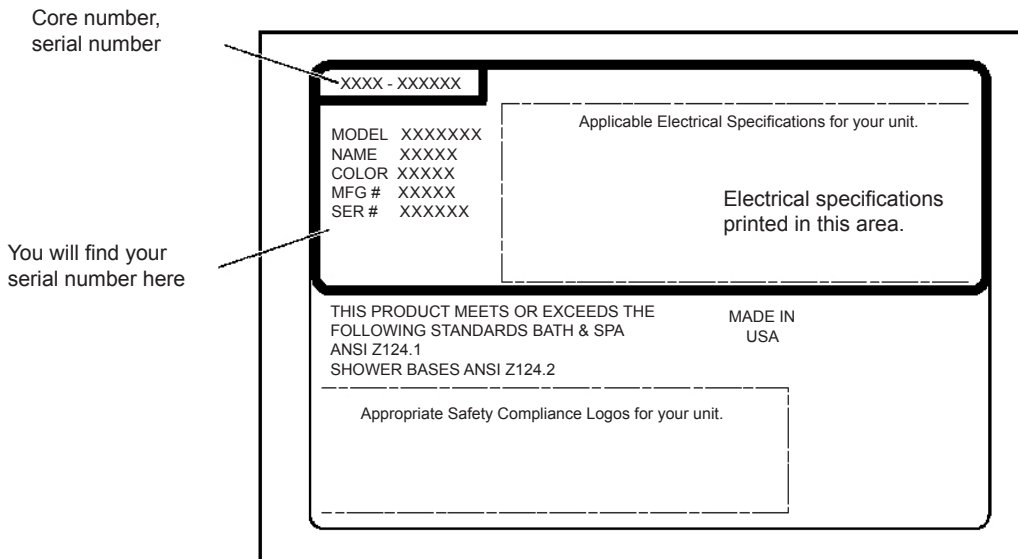 Core number,
serial number
XXXX - XXXXXX
MODEL XXXXXXX
NAME XXXXX
COLOR XXXXX
MFG # XXXXX
SER # XXXXXX
Applicable Electrical Specifications for your unit.
Electrical specifications
printed in this area.
You will find your
serial number here
THIS PRODUCT MEETS OR EXCEEDS THE
FOLLOWING STANDARDS BATH & SPA
ANSI Z124.1
SHOWER BASES ANSI Z124.2
MADE IN
USA
Appropriate Safety Compliance Logos for your unit.